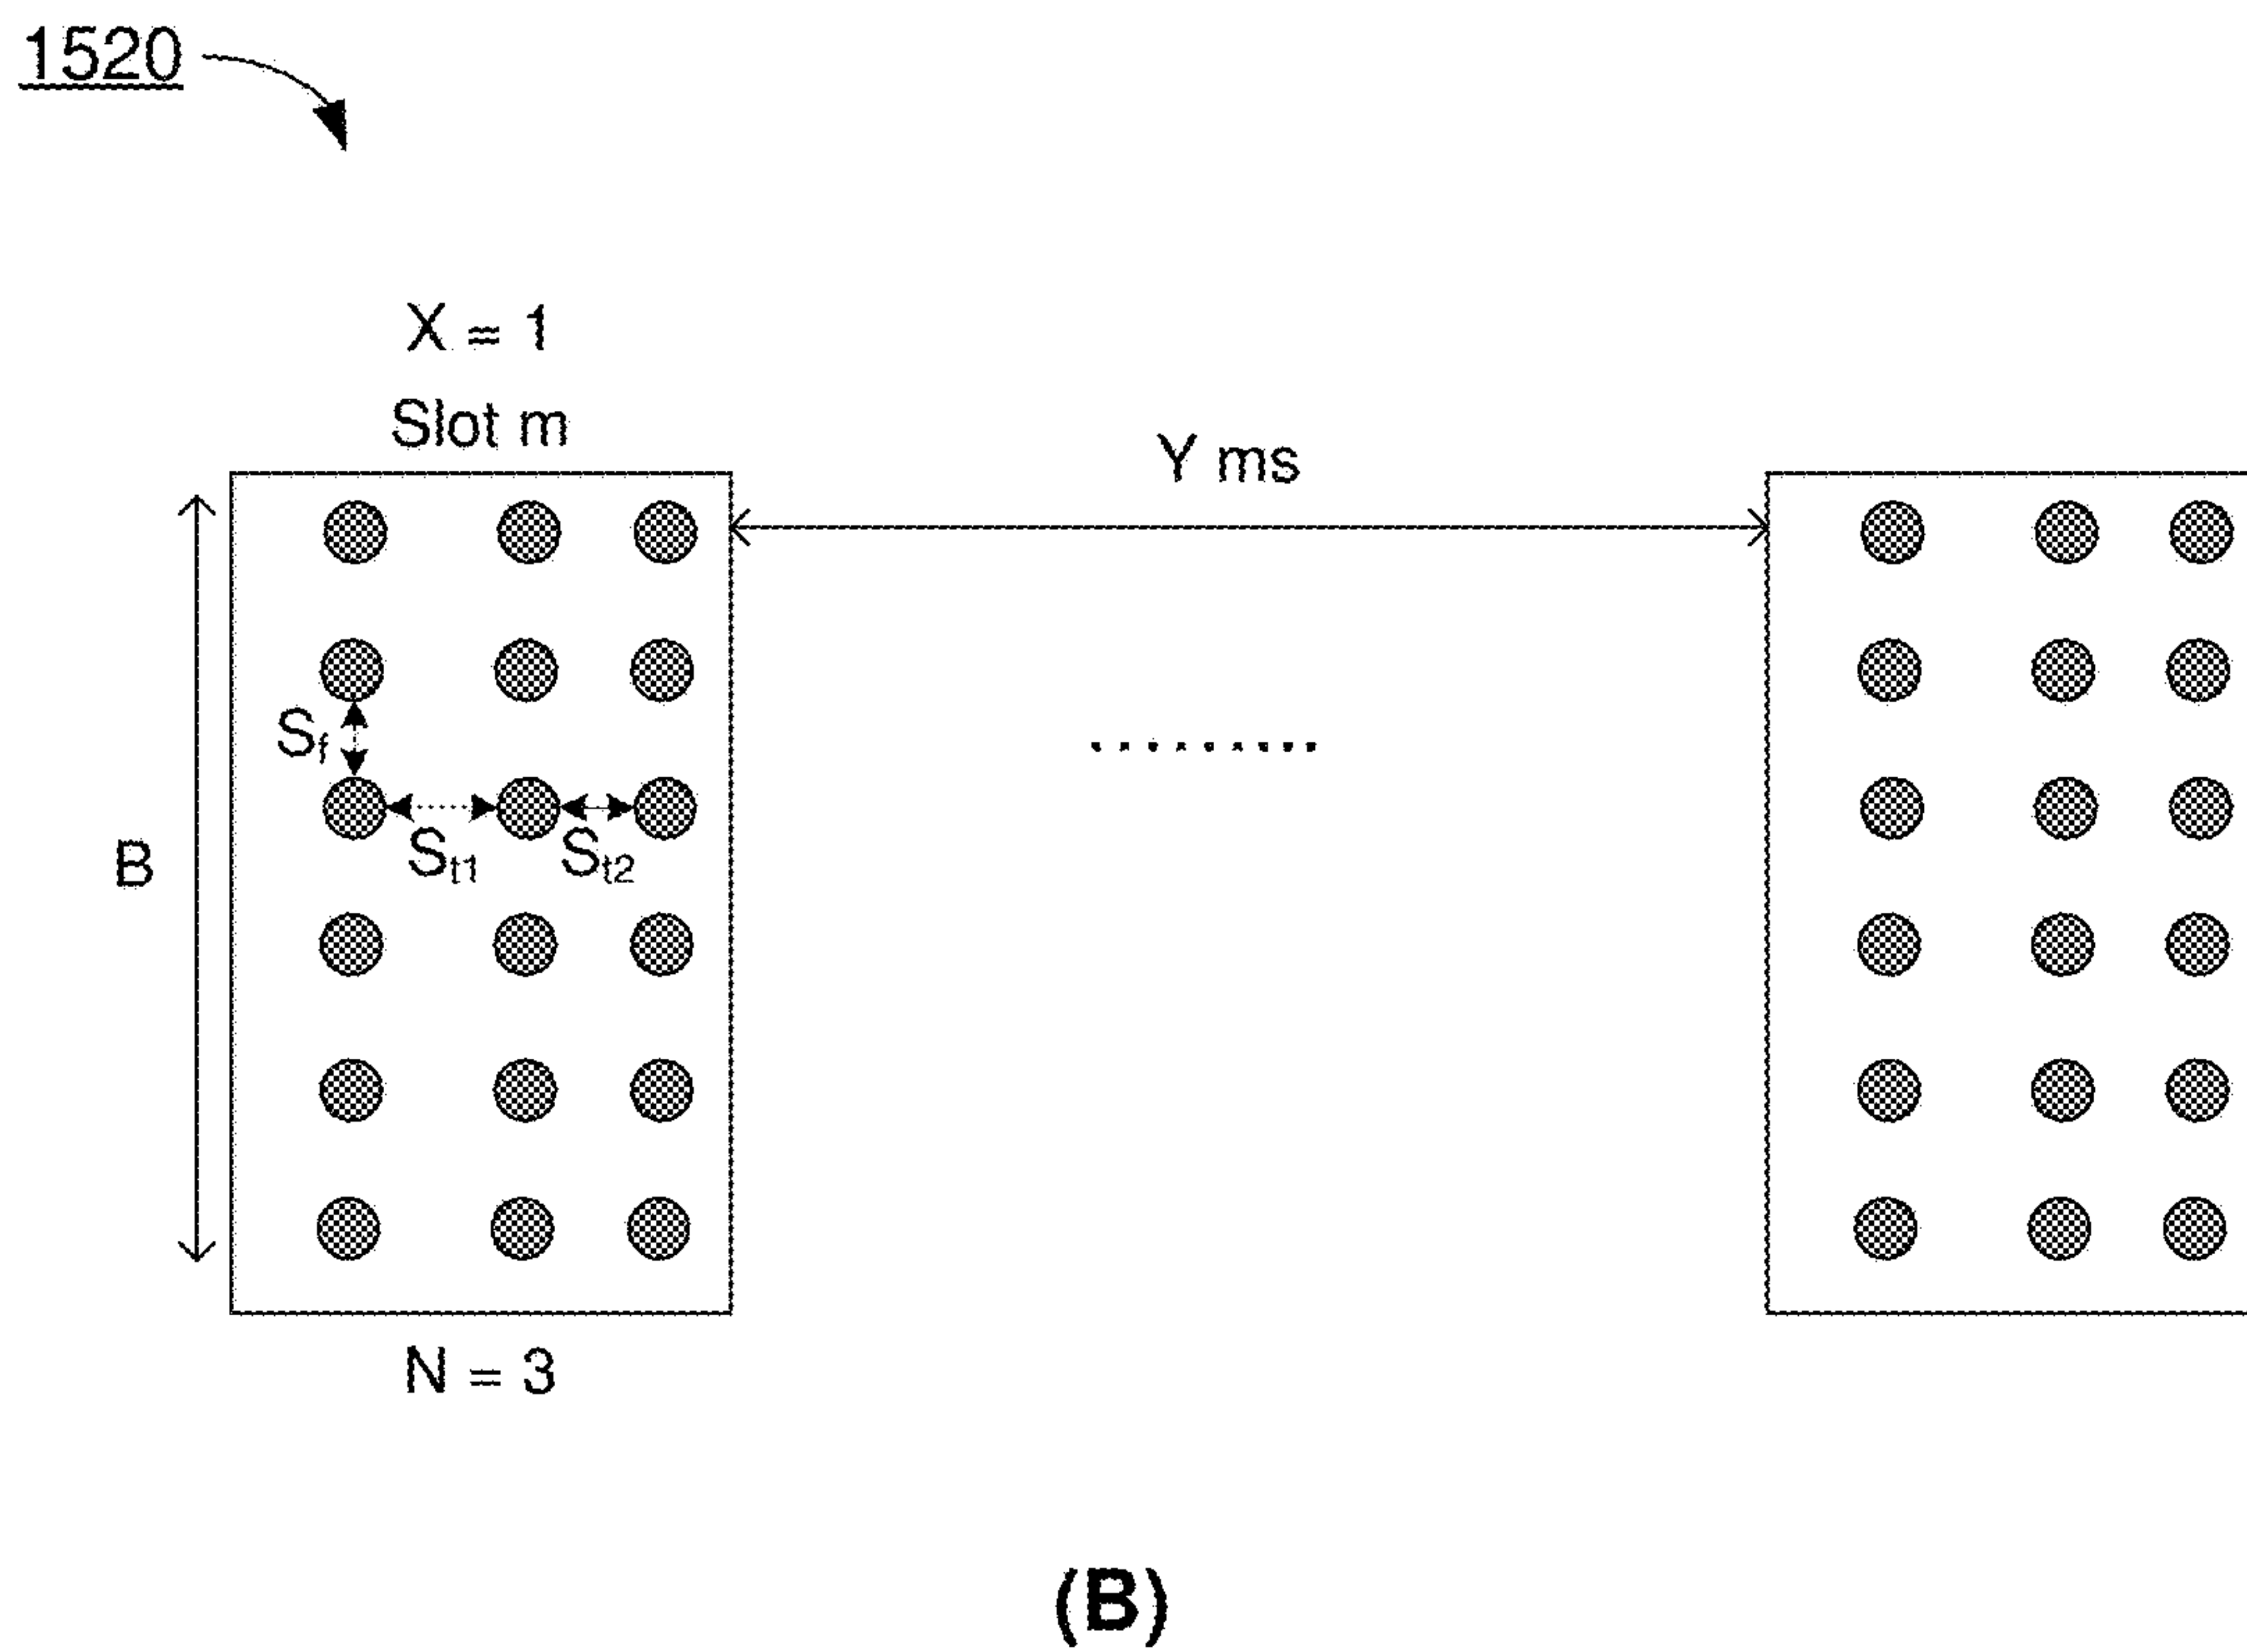 1520
X = 1
Slot m
Y ms
Sf
St1 St2
B
N = 3
(B)